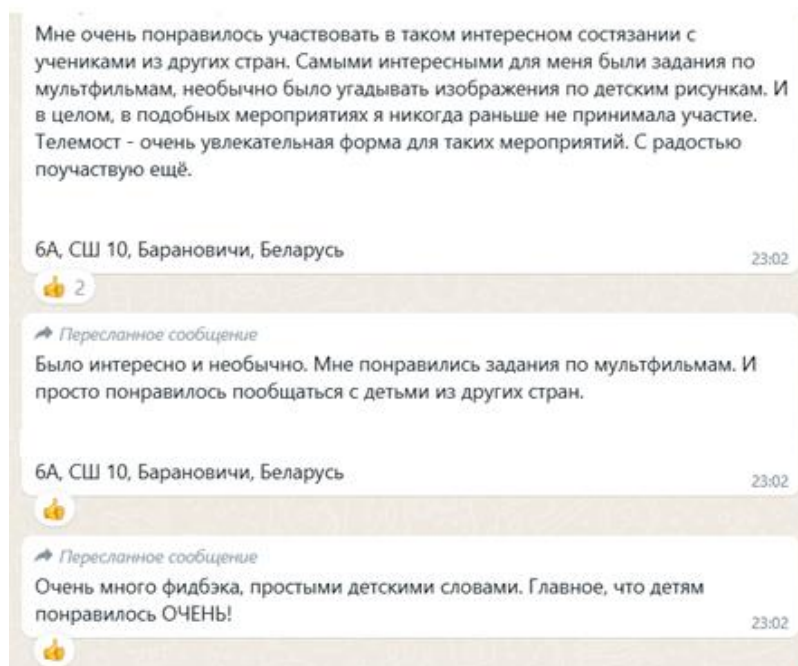 Мне очень понравилось участвовать в таком интересном состязании с
учениками из других стран. Самыми интересными для меня были задания по
мультфильмам, необычно было угадывать изображения по детским рисункам. И
в целом, в подобных мероприятиях я никогда раньше не принимала участие.
Телемост - очень увлекательная форма для таких мероприятий. С радостью
поучаствую ещё.
6А, СШ 10, Барановичи, Беларусь
23:02
2
Пересланное сообщение
Было интересно и необычно. Мне понравились задания по мультфильмам. И
просто понравилось пообщаться с детьми из других стран.
6А, СШ 10, Барановичи, Беларусь
23:02
Пересланное сообщение
Очень много фидбэка, простыми детскими словами. Главное, что детям
понравилось ОЧЕНЬ!
23:02